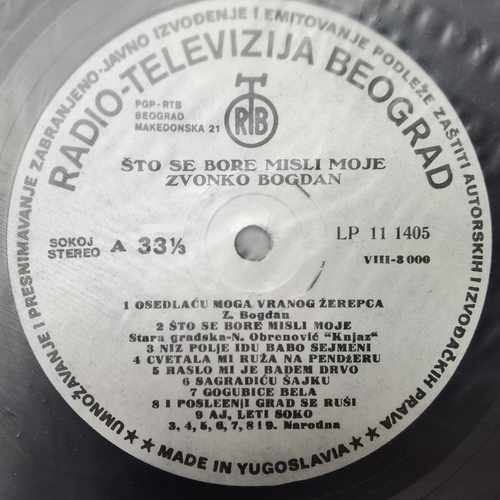 UMNOŽAVANJE I PRESNIMAVANJE ZABRANJENO-JAVNO IZVOĐENJE I EMITOVANJE PODLEŽE ZAŠTITI AUTORSKIH I IZVOĐAČKIH PRAVA
RADIO-TELEVIZIJA BEOGRAD
PGP-RTB
BEOGRAD
MAKEDONSKA 21
RTB
ŠTO SE BORE MISLI MOJE
ZVONKO BOGDAN
SOKOJ
STEREO A 33⅓
LP 11 1405
VIII-3 000
1 OSEDLAĆU MOGA VRANOG ŽEREPCA
Z. Bogdan
2 ŠTO SE BORE MISLI MOJE
Stara gradska-N. Obrenović "Knjaz"
3 NIZ POLJE IDU BABO SEJMENI
4 CVETALA MI RUŽA NA PENDžERU
5 RASLO MI JE BADEM DRVO
6 SAGRADIĆU ŠAJKU
7 GOGUBICE BELA
8 I POSLEENJI GRAD SE RUŠI
9 AJ, LETI SOKO
3, 4, 5, 6, 7, 8 i 9. Narodna
★★ MADE IN YUGOSLAVIA ★★